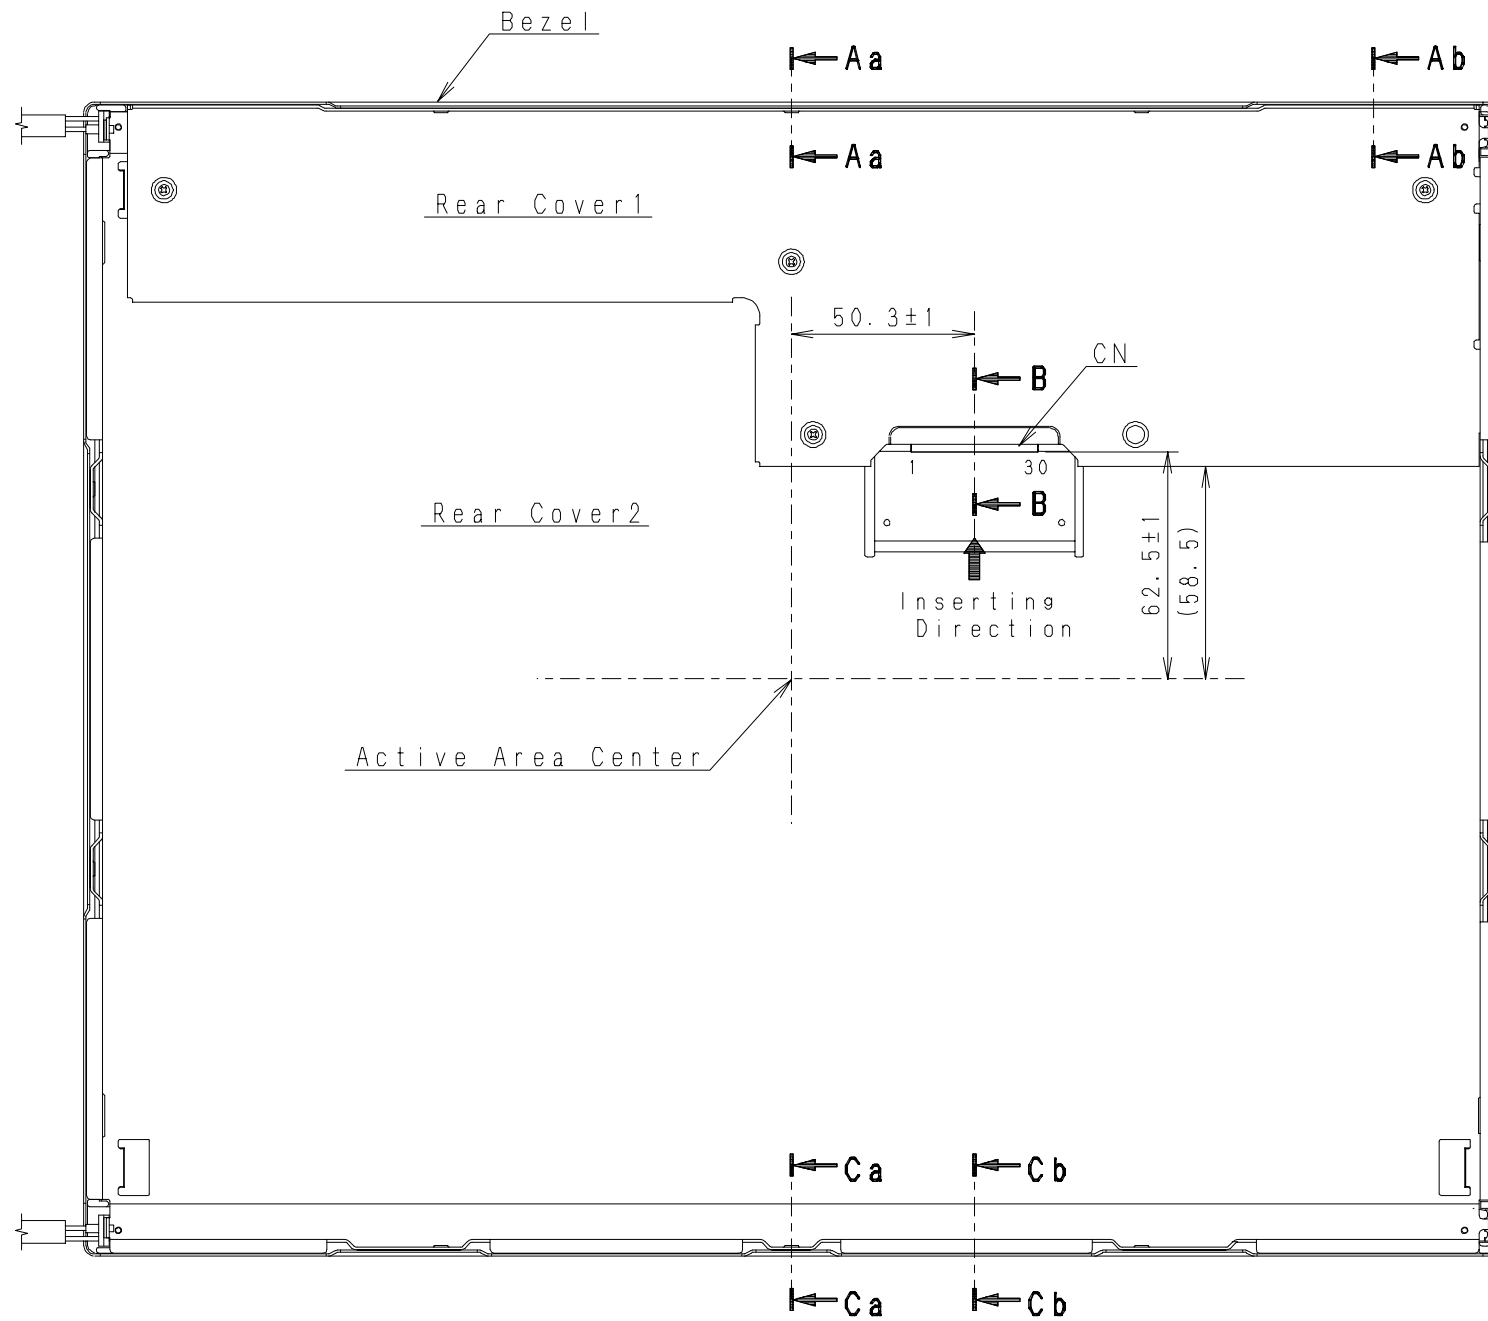 Bezel
Aa
Ab
Aa
Ab
Rear Cover1
50.3±1
CN
B
1
30
Rear Cover2
B
62.5±1
(58.5)
Inserting
Direction
Active Area Center
Ca
Cb
Ca
Cb